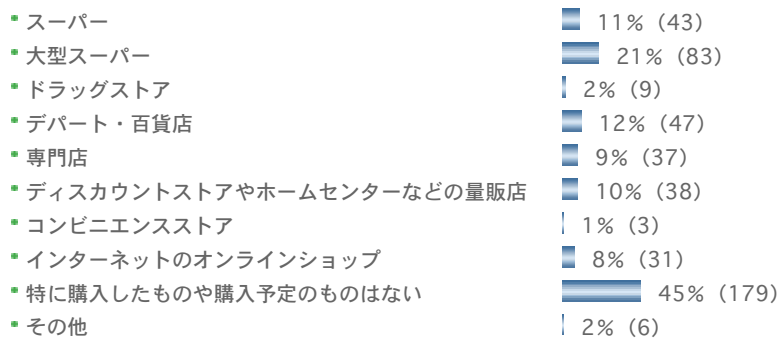 スーパー 11% (43)
大型スーパー 21% (83)
ドラッグストア 2% (9)
デパート・百貨店 12% (47)
専門店 9% (37)
ディスカウントストアやホームセンターなどの量販店 10% (38)
コンビニエンスストア 1% (3)
インターネットのオンラインショップ 8% (31)
特に購入したものや購入予定のものはない 45% (179)
その他 2% (6)